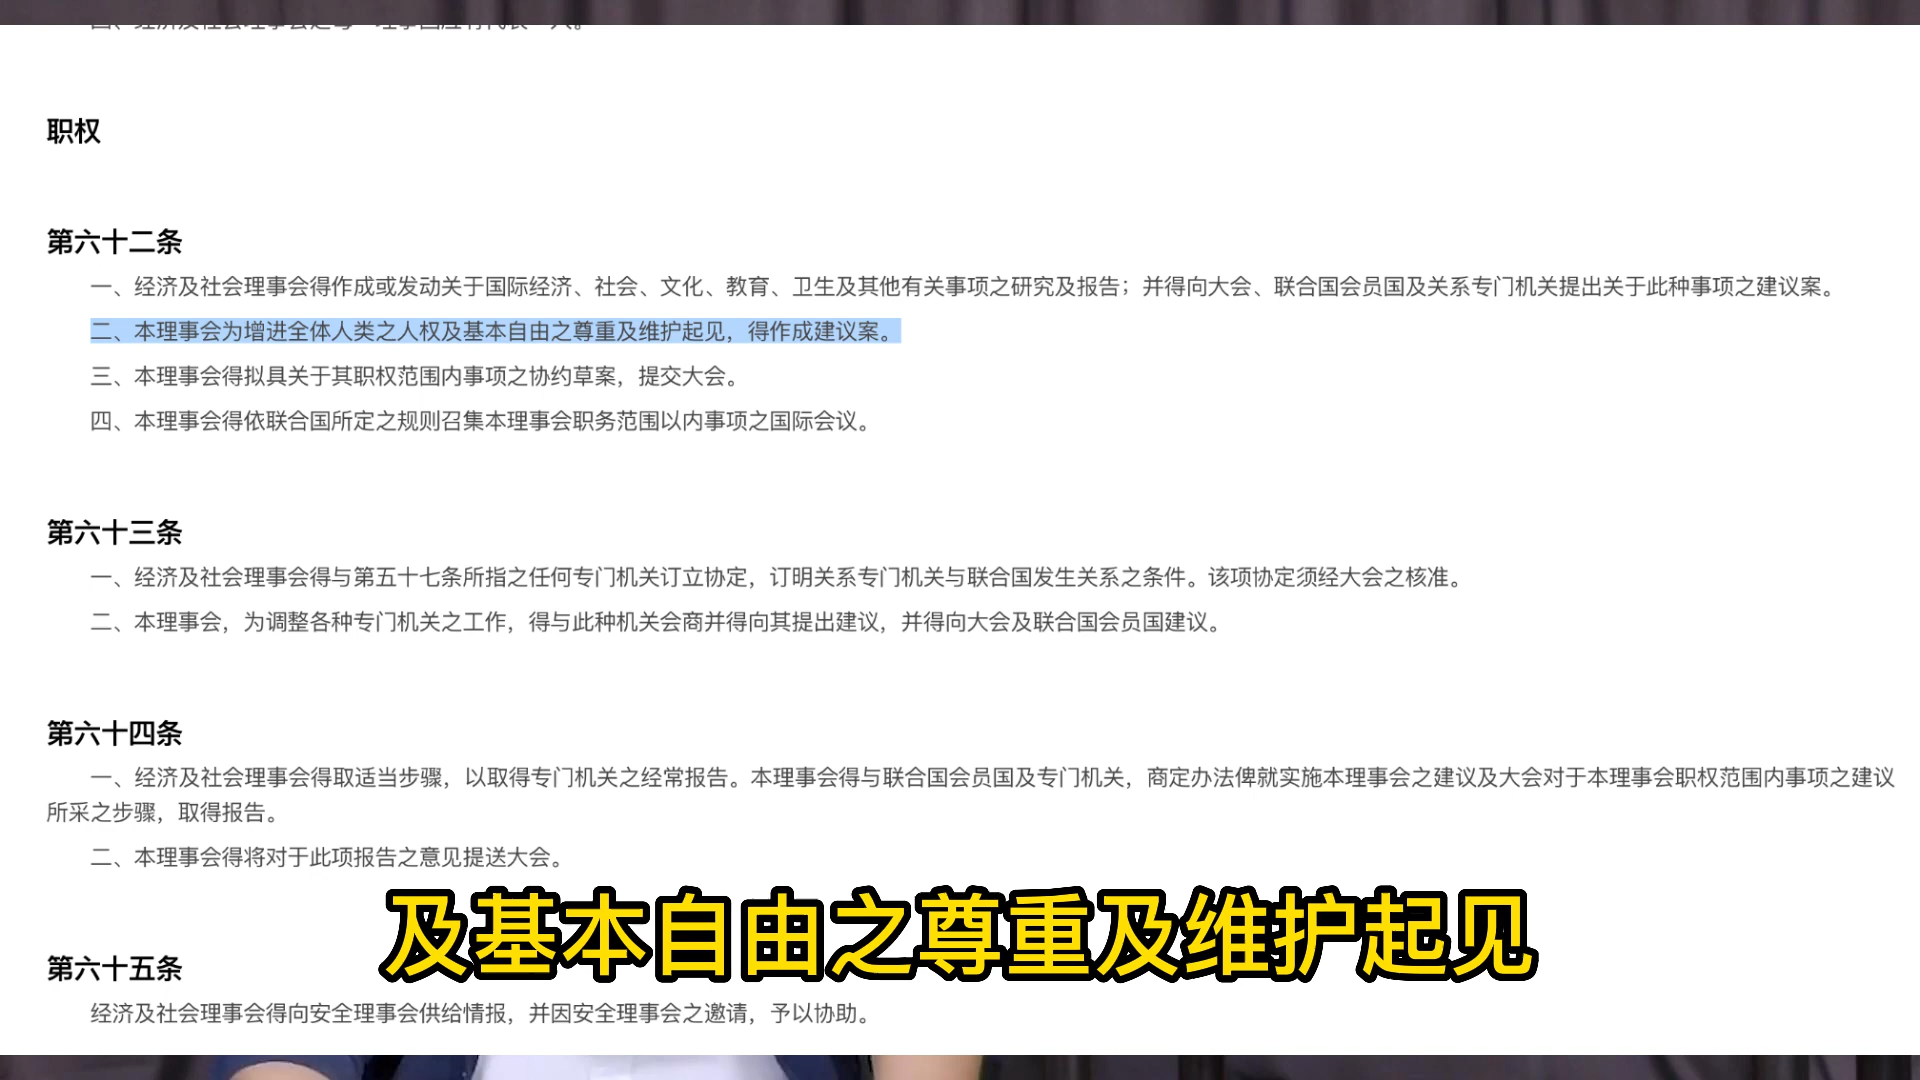 职权
第六十二条
一、经济及社会理事会得作成或发动关于国际经济、社会、文化、教育、卫生及其他有关事项之研究及报告；并得向大会、联合国会员国及关系专门机关提出关于此种事项之建议案。
二、本理事会为增进全体人类之人权及基本自由之尊重及维护起见，得作成建议案。
三、本理事会得拟具关于其职权范围内事项之协约草案，提交大会。
四、本理事会得依联合国所定之规则召集本理事会职务范围以内事项之国际会议。
第六十三条
一、经济及社会理事会得与第五十七条所指之任何专门机关订立协定，订明关系专门机关与联合国发生关系之条件。该项协定须经大会之核准。
二、本理事会，为调整各种专门机关之工作，得与此种机关会商并得向其提出建议，并得向大会及联合国会员国建议。
第六十四条
一、经济及社会理事会得取适当步骤，以取得专门机关之经常报告。本理事会得与联合国会员国及专门机关，商定办法俾就实施本理事会之建议及大会对于本理事会职权范围内事项之建议
所采之步骤，取得报告。
二、本理事会得将对于此项报告之意见提送大会。
及基本自由之尊重及维护起见
第六十五条
经济及社会理事会得向安全理事会供给情报，并因安全理事会之邀请，予以协助。